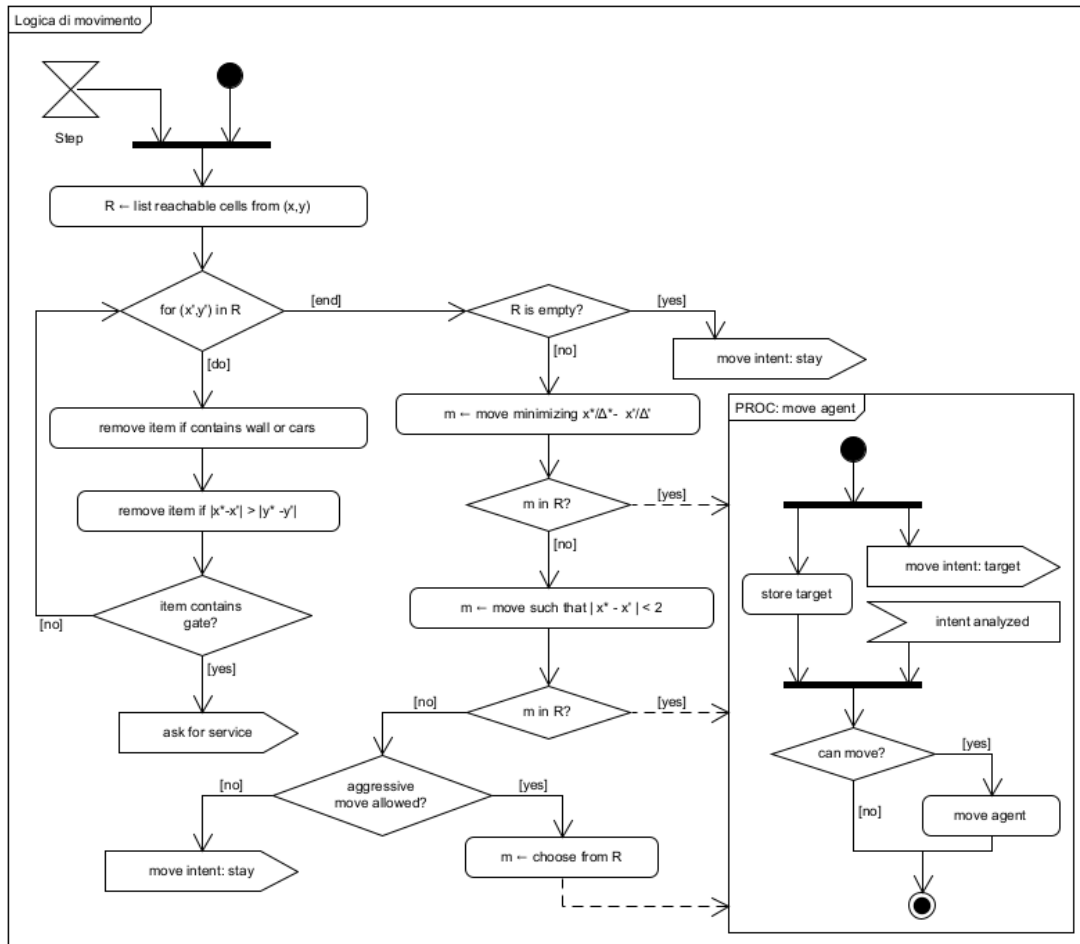 Logica di movimento
Step
R ← list reachable cells from (x,y)
for (x',y') in R
[end]
R is empty?
[yes]
[do]
[no]
move intent: stay
remove item if contains wall or cars
m ← move minimizing x*/Δ*- x'/Δ'
PROC: move agent
remove item if |x*-x'| > |y* -y'|
m in R?
[yes]
[no]
move intent: target
item contains
gate?
[no]
[yes]
m ← move such that | x* - x' | < 2
store target
intent analyzed
ask for service
[no]
m in R?
[yes]
can move?
[yes]
[no]
move agent
[no]
aggressive
move allowed?
[yes]
move intent: stay
m ← choose from R